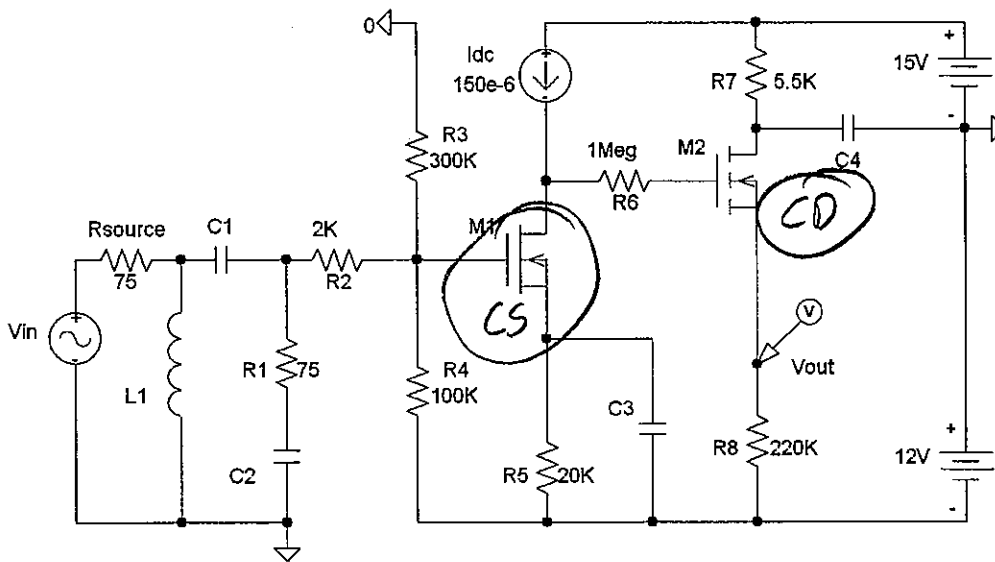 0
Idc
150e-6
R3
300K
R7
5.5K
+
15V
-
1Meg
R6
M2
C4
CD
M1
CS
Rsource
75
C1
2K
R2
Vin
+
-
L1
R1
75
C2
R4
100K
R5
20K
C3
V
Vout
R8
220K
+
12V
-